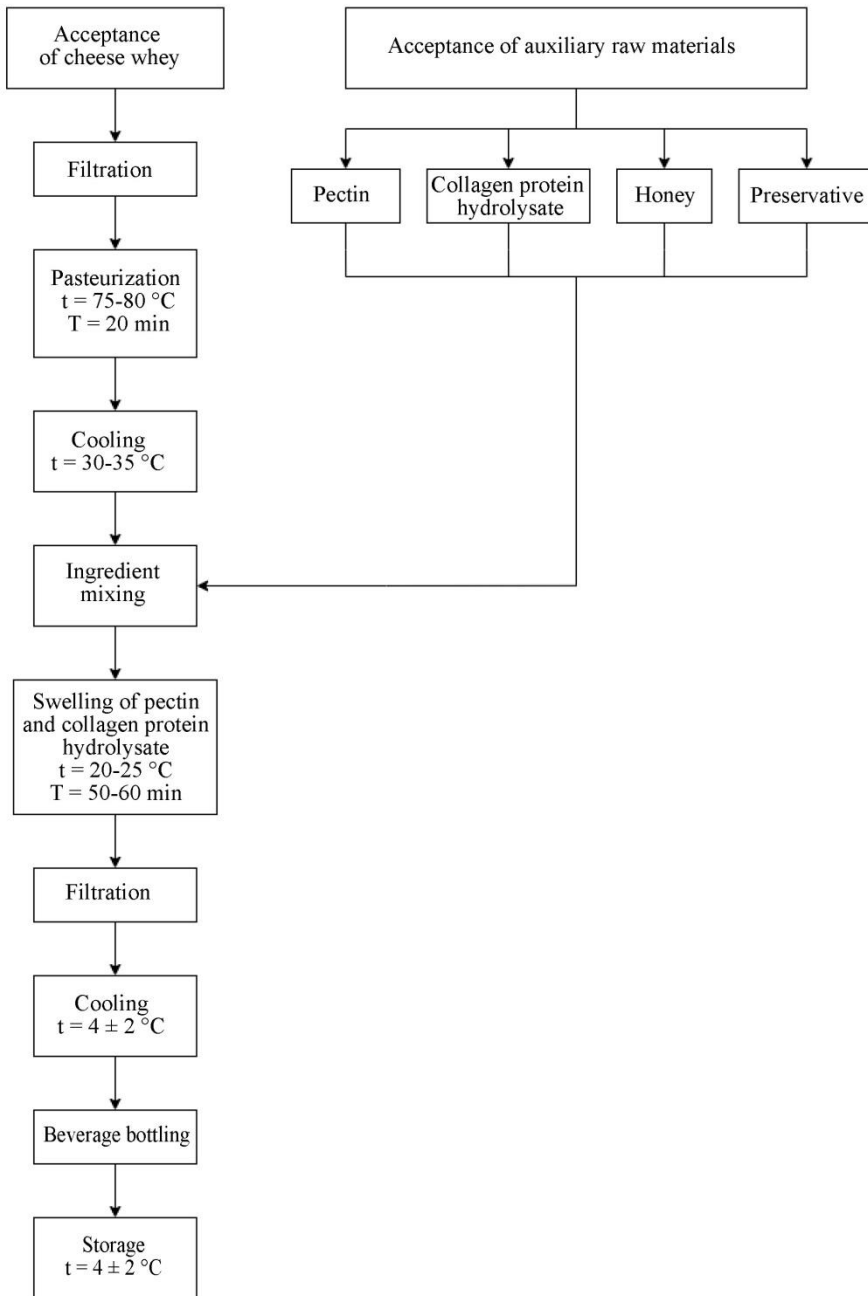 Acceptance
of cheese whey
Acceptance of auxiliary raw materials
Filtration
Pectin
Collagen protein
hydrolysate
Honey
Preservative
Pasteurization
t = 75-80 °C
T = 20 min
Cooling
t = 30-35 °C
Ingredient
mixing
Swelling of pectin
and collagen protein
hydrolysate
t = 20-25 °C
T = 50-60 min
Filtration
Cooling
t = 4 ± 2 °C
Beverage bottling
Storage
t = 4 ± 2 °C